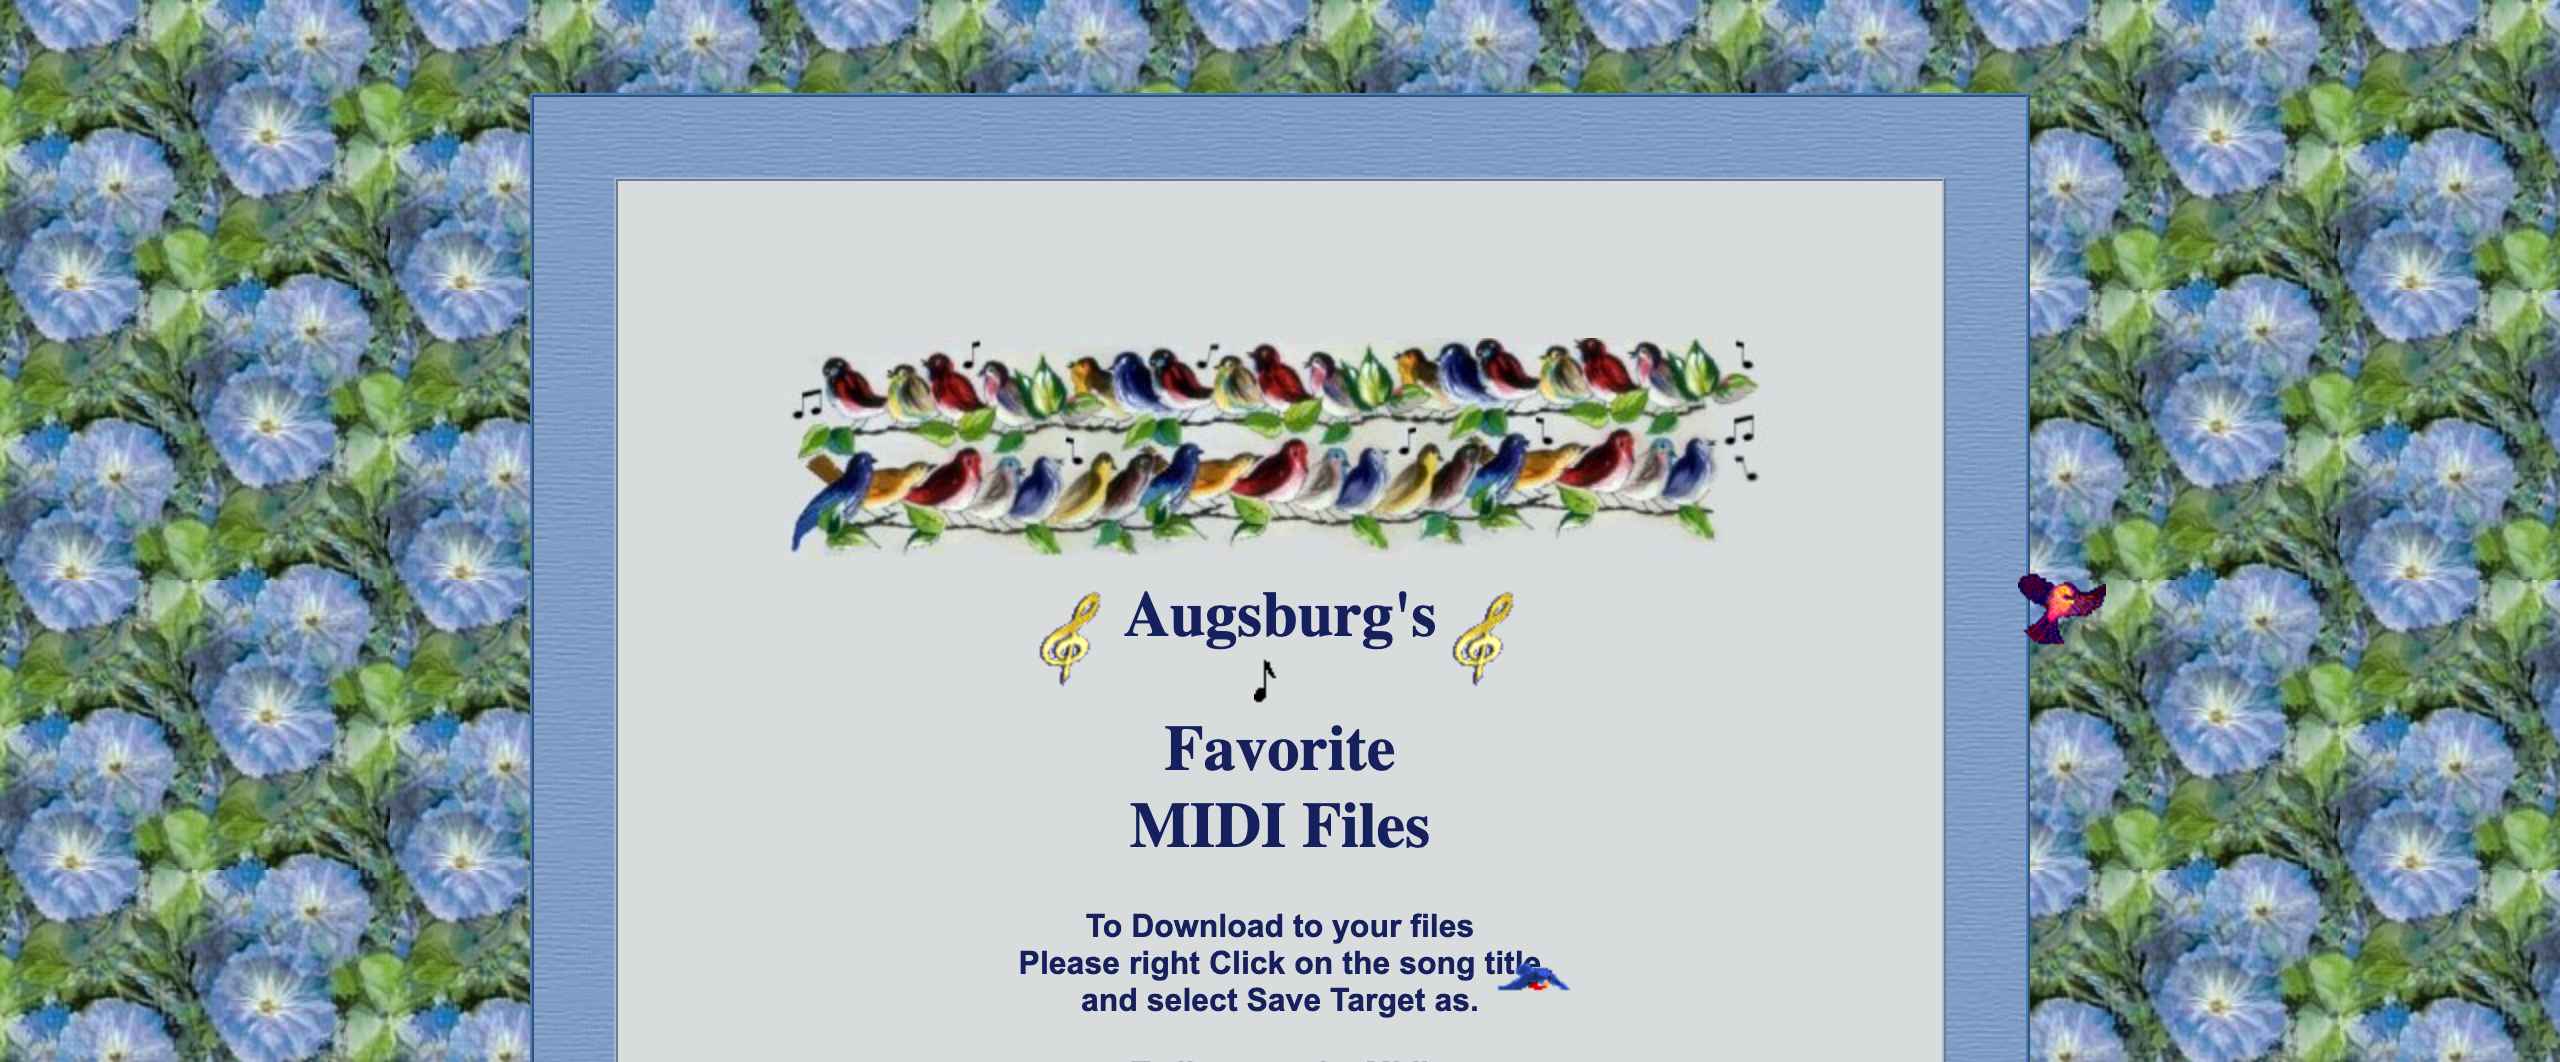 Augsburg's
Favorite
MIDI Files
To Download to your files
Please right Click on the song title
and select Save Target as.